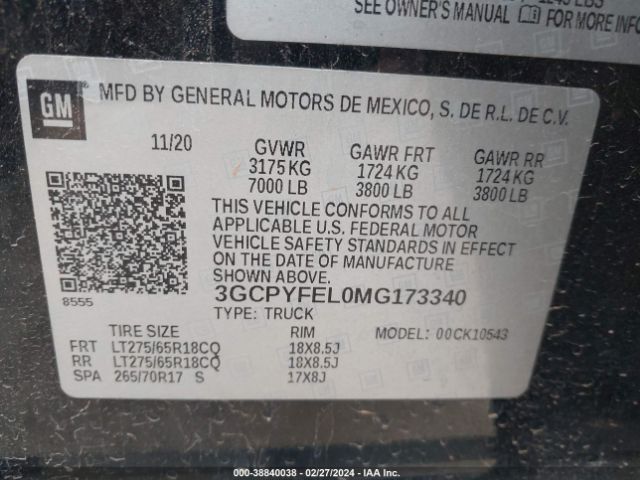 SEE OWNER'S MANUAL FOR MORE INFO
GM
MFD BY GENERAL MOTORS DE MEXICO, S. DE R.L. DE C.V.
11/20 GVWR GAWR FRT GAWR RR
3175 KG 1724 KG 1724 KG
7000 LB 3800 LB 3800 LB
THIS VEHICLE CONFORMS TO ALL
APPLICABLE U.S. FEDERAL MOTOR
VEHICLE SAFETY STANDARDS IN EFFECT
ON THE DATE OF MANUFACTURE
SHOWN ABOVE.
8555 3GCPYFEL0MG173340
TYPE: TRUCK
TIRE SIZE RIM MODEL: 00CK10543
FRT LT275/65R18CQ 18X8.5J
RR LT275/65R18CQ 18X8.5J
SPA 265/70R17 S 17X8J
000-38840038 - 02/27/2024 - IAA Inc.